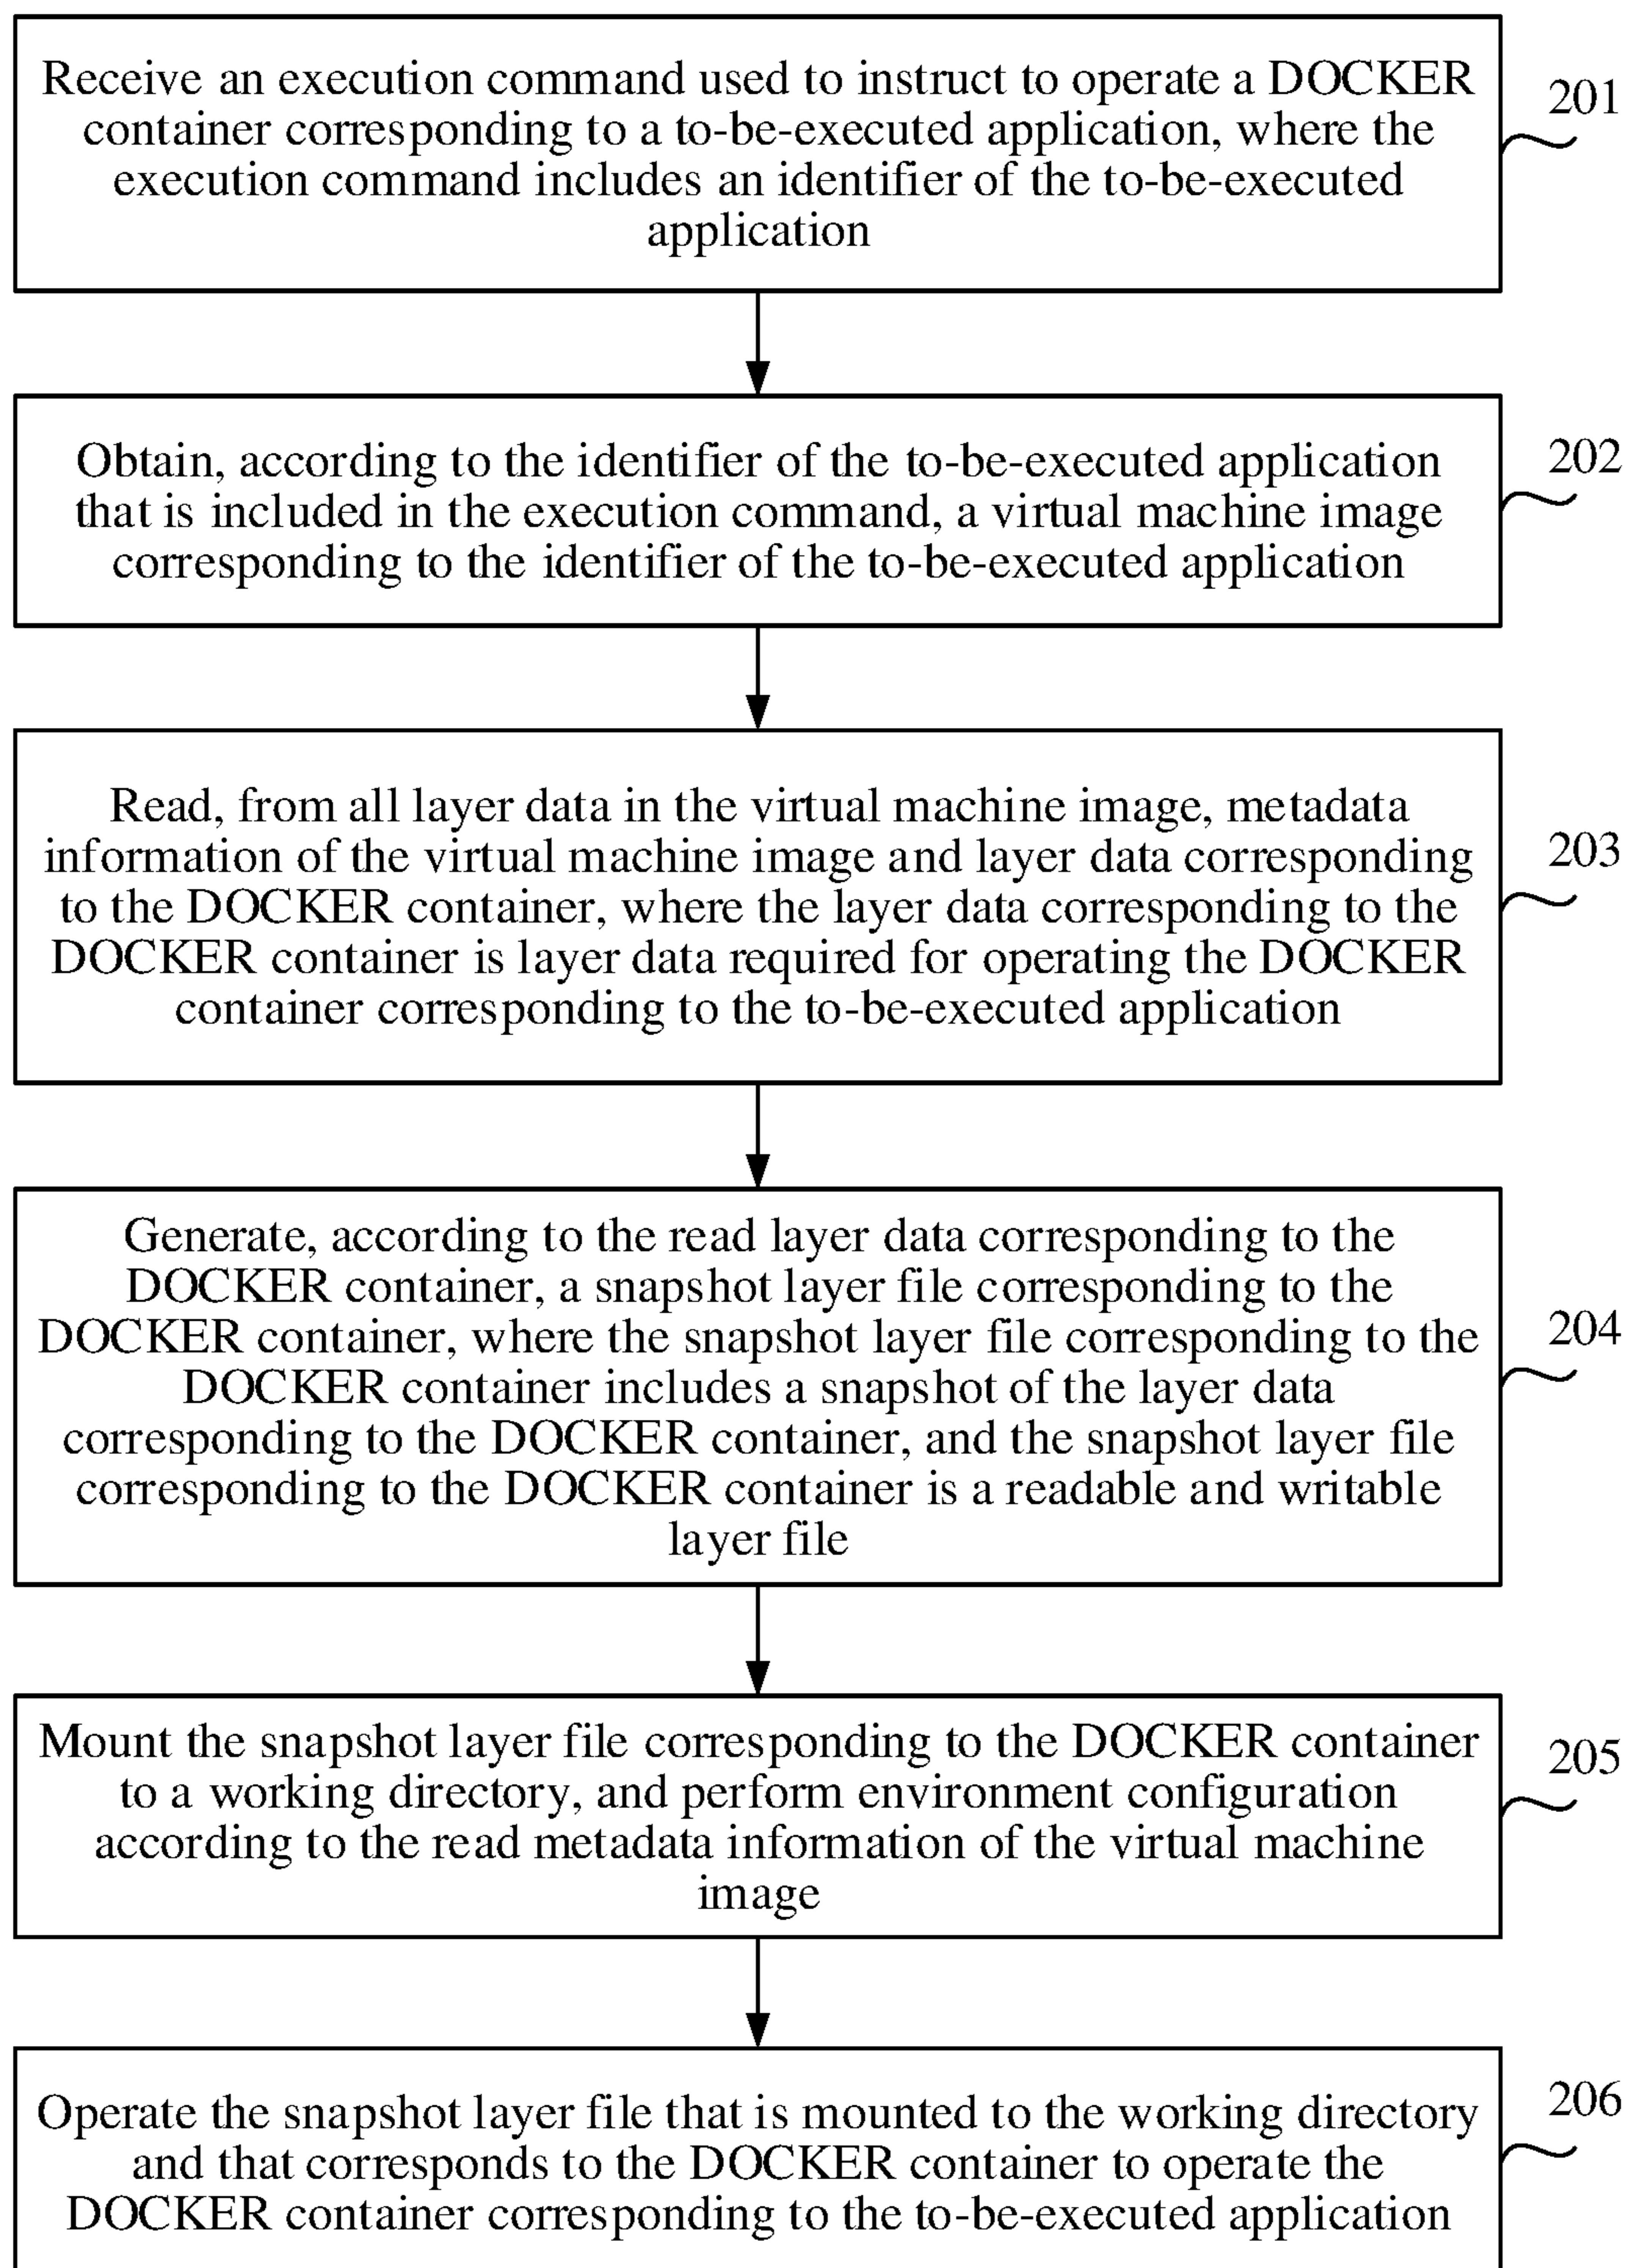 Receive an execution command used to instruct to operate a DOCKER
container corresponding to a to-be-executed application, where the
execution command includes an identifier of the to-be-executed
application
201
Obtain, according to the identifier of the to-be-executed application
that is included in the execution command, a virtual machine image
corresponding to the identifier of the to-be-executed application
202
Read, from all layer data in the virtual machine image, metadata
information of the virtual machine image and layer data corresponding
to the DOCKER container, where the layer data corresponding to the
DOCKER container is layer data required for operating the DOCKER
container corresponding to the to-be-executed application
203
Generate, according to the read layer data corresponding to the
DOCKER container, a snapshot layer file corresponding to the
DOCKER container, where the snapshot layer file corresponding to the
DOCKER container includes a snapshot of the layer data
corresponding to the DOCKER container, and the snapshot layer file
corresponding to the DOCKER container is a readable and writable
layer file
204
Mount the snapshot layer file corresponding to the DOCKER container
to a working directory, and perform environment configuration
according to the read metadata information of the virtual machine
image
205
Operate the snapshot layer file that is mounted to the working directory
and that corresponds to the DOCKER container to operate the
DOCKER container corresponding to the to-be-executed application
206